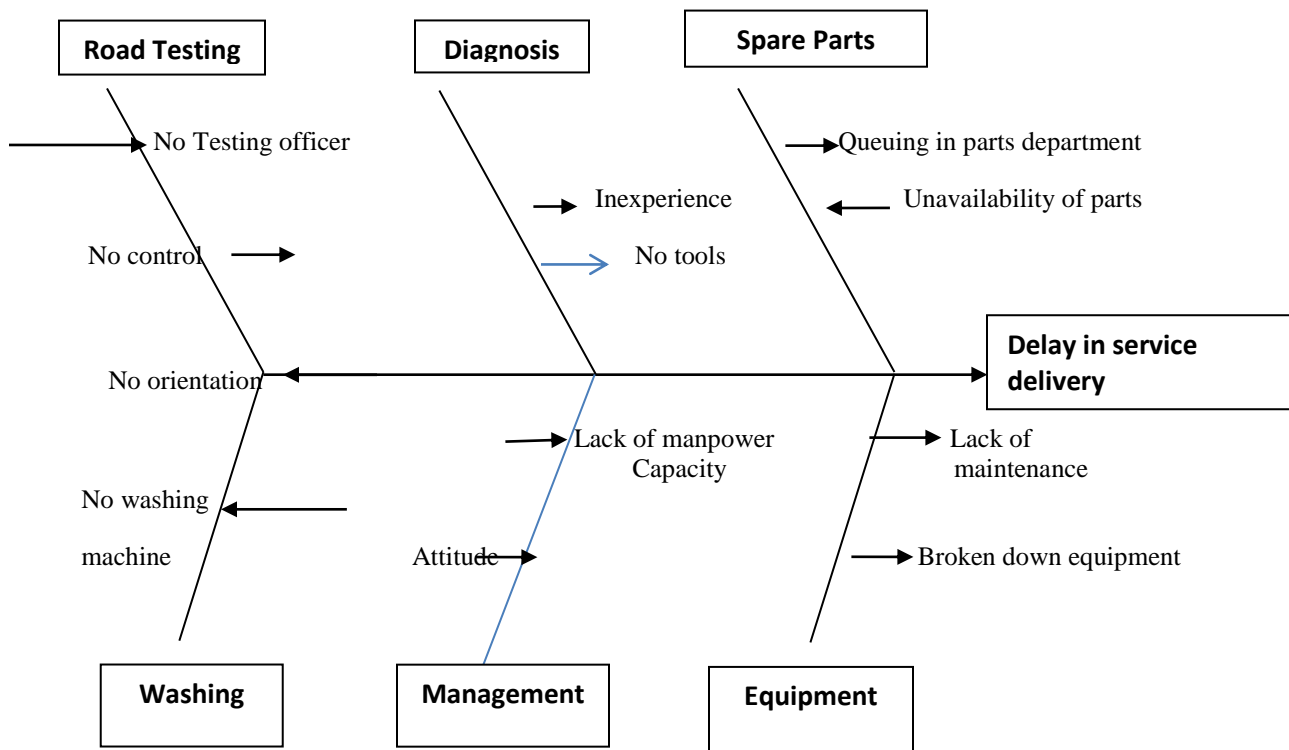 Road Testing
Diagnosis
Spare Parts
No Testing officer
Queuing in parts department
Inexperience
Unavailability of parts
No control
No tools
Delay in service
delivery
No orientation
Lack of manpower
Capacity
Lack of
maintenance
No washing
machine
Attitude
Broken down equipment
Washing
Management
Equipment